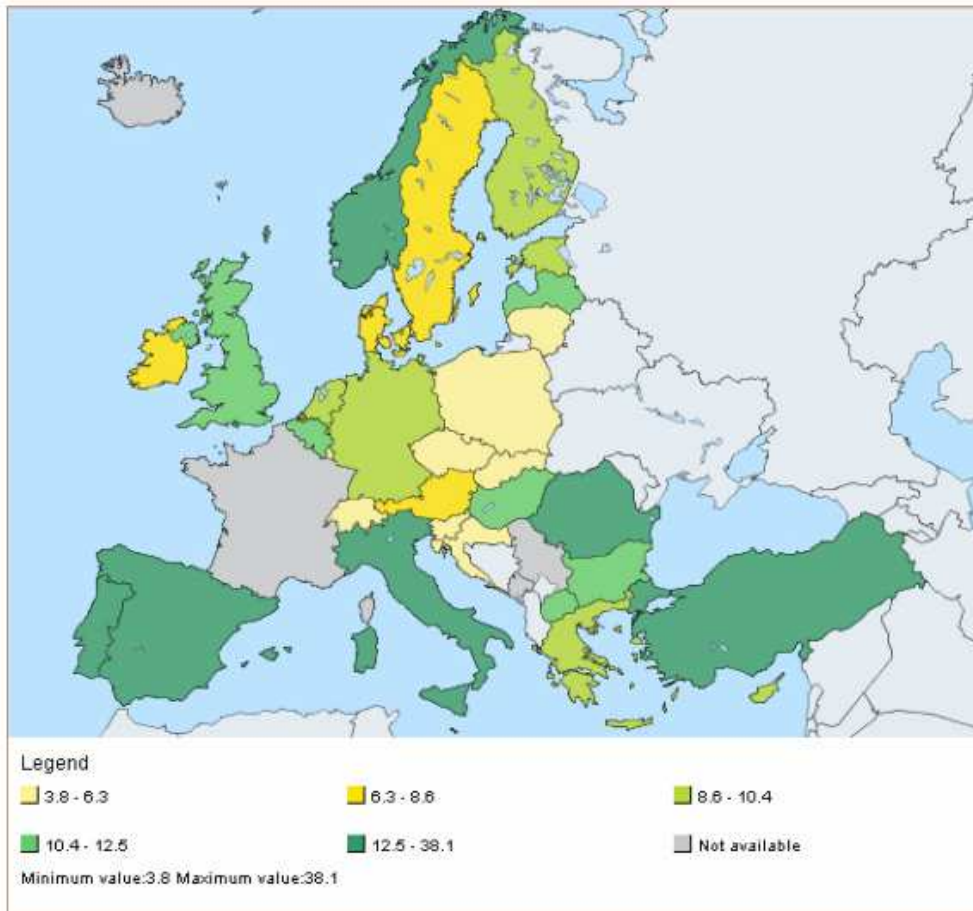 Legend
3.8 - 6.3 6.3 - 8.6 8.6 - 10.4
10.4 - 12.5 12.5 - 38.1 Not available
Minimum value:3.8 Maximum value:38.1